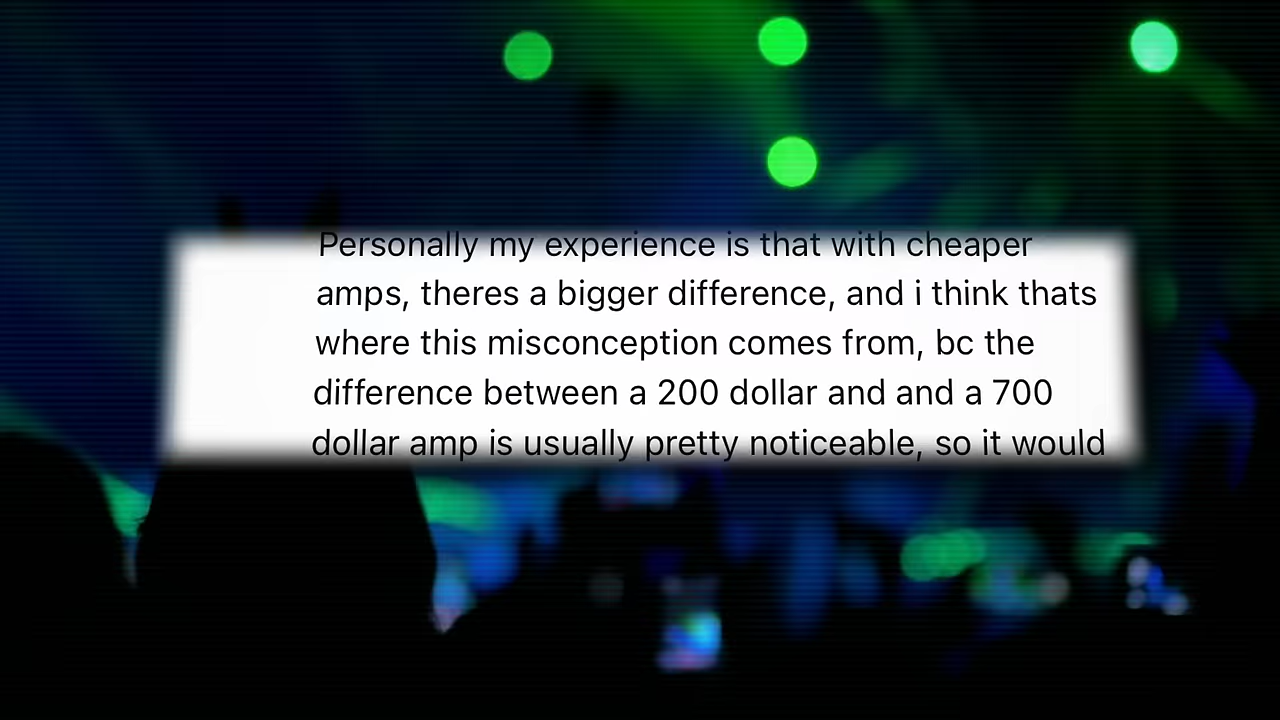 Personally my experience is that with cheaper
amps, theres a bigger difference, and i think thats
where this misconception comes from, bc the
difference between a 200 dollar and and a 700
dollar amp is usually pretty noticeable, so it would